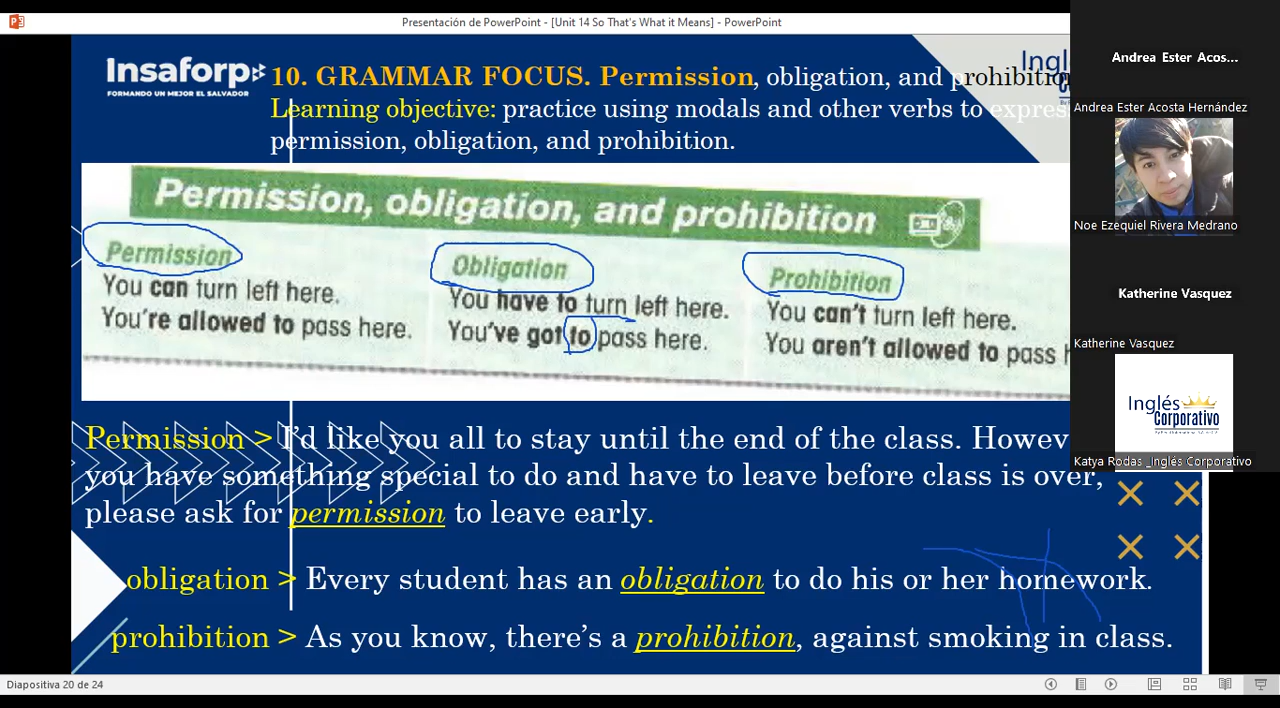 Presentación de PowerPoint - [Unit 14 So That's What it Means] - PowerPoint
Insaforp
FORMANDO UN MEJOR EL SALVADOR
10. GRAMMAR FOCUS. Permission, obligation, and prohibition
Learning objective: practice using modals and other verbs to express
permission, obligation, and prohibition.
Permission, obligation, and prohibition
Permission
You can turn left here.
You're allowed to pass here.
Obligation
You have to turn left here.
You've got to pass here.
Prohibition
You can't turn left here.
You aren't allowed to pass
Permission > I'd like you all to stay until the end of the class. Howev
you have something special to do and have to leave before class is over,
please ask for permission to leave early.
obligation > Every student has an obligation to do his or her homework.
prohibition > As you know, there's a prohibition, against smoking in class.
Inglés
Andrea Ester Acos...
Andrea Ester Acosta Hernández
Noe Ezequiel Rivera Medrano
Katherine Vasquez
Katherine Vasquez
Inglés
Corporativo
Katya Rodas _Inglés Corporativo
Diapositiva 20 de 24